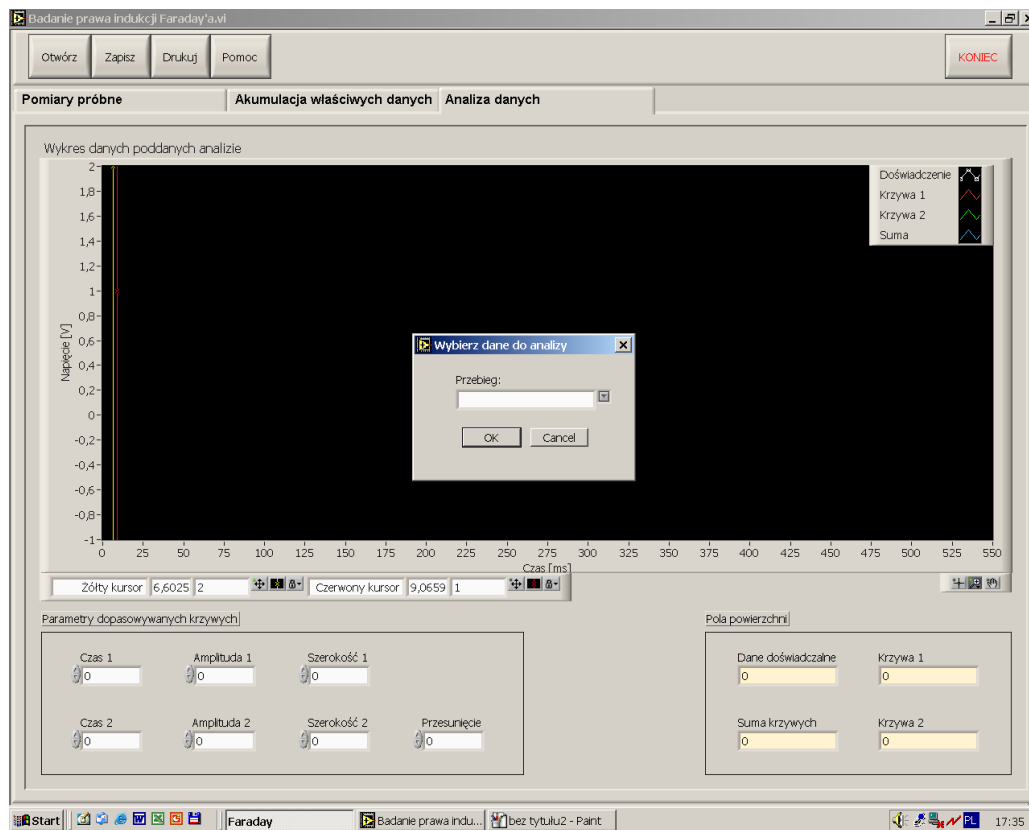 Badanie prawa indukcji Faraday'a.vi
Otwórz Zapisz Drukuj Pomoc KONIEC
Pomiary próbne Akumulacja właściwych danych Analiza danych
Wykres danych poddanych analizie
Doświadczenie
Krzywa 1
Krzywa 2
Suma
Napięcie [V]
2
1,8
1,6
1,4
1,2
1
0,8
0,6
0,4
0,2
0
-0,2
-0,4
-0,6
-0,8
-1
0 25 50 75 100 125 150 175 200 225 250 275 300 325 350 375 400 425 450 475 500 525 550
Czas [ms]
Wybierz dane do analizy
Przebieg:
OK Cancel
Żółty kursor 6,6025 2 Czerwony kursor 9,0659 1
Parametry dopasowywanych krzywych
Czas 1 Amplituda 1 Szerokość 1
0 0 0
Czas 2 Amplituda 2 Szerokość 2 Przesunięcie
0 0 0 0
Pola powierzchni
Dane doświadczalne Krzywa 1
0 0
Suma krzywych Krzywa 2
0 0
Start Faraday Badanie prawa indu... bez tytułu2 - Paint PL 17:35